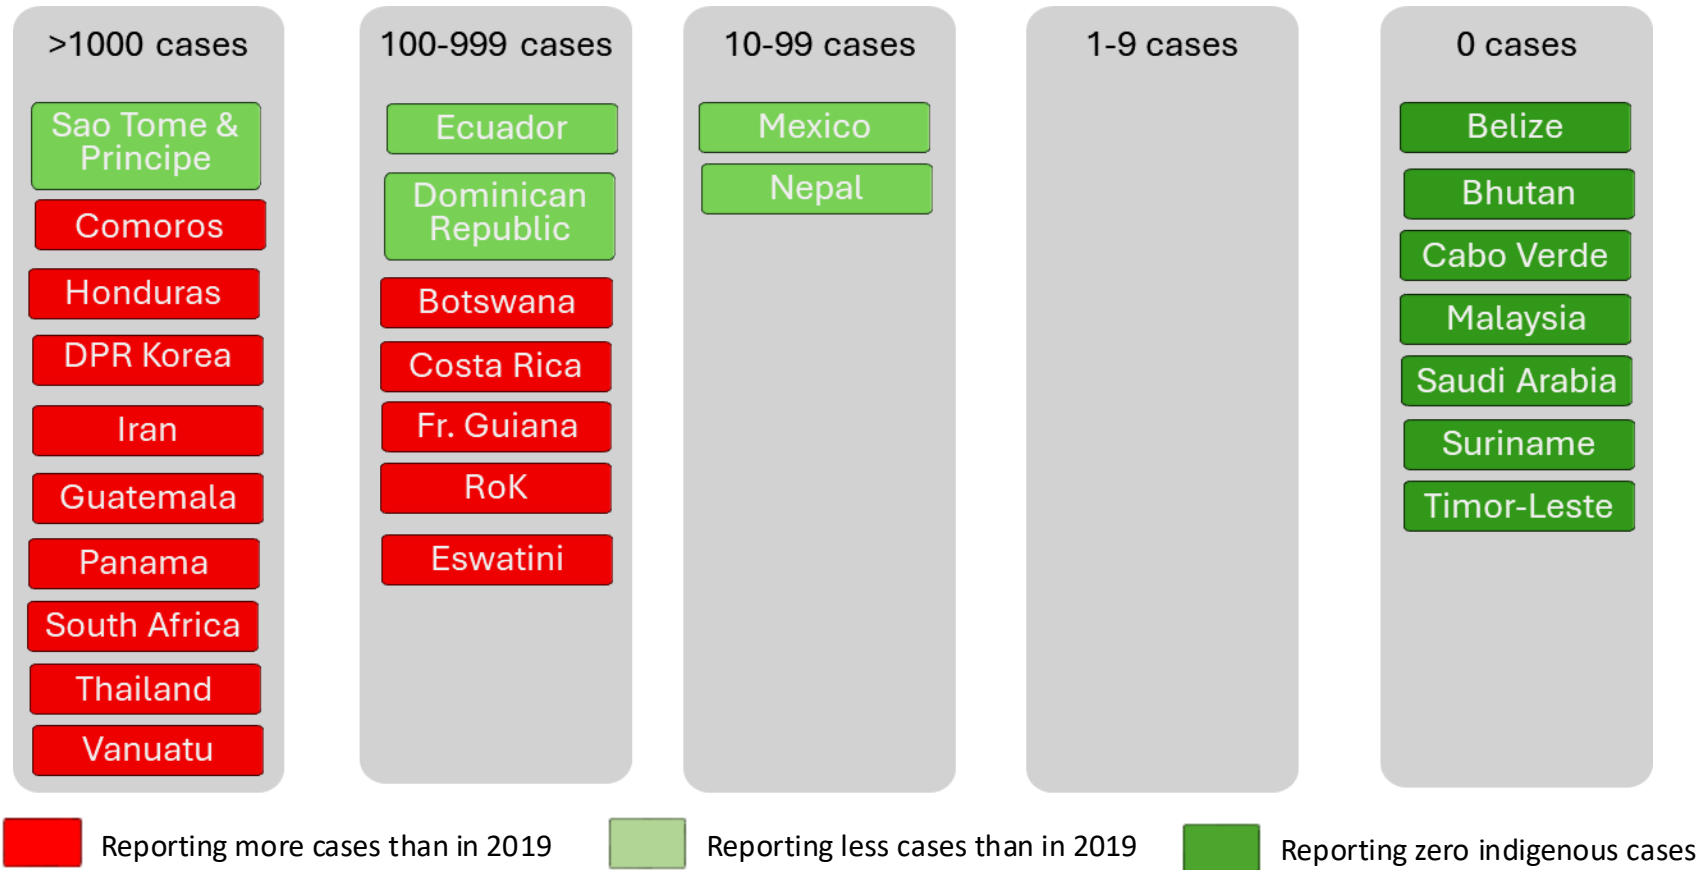 >1000 cases
Sao Tome &
Principe
Comoros
Honduras
DPR Korea
Iran
Guatemala
Panama
South Africa
Thailand
Vanuatu
100-999 cases
Ecuador
Dominican
Republic
Botswana
Costa Rica
Fr. Guiana
RoK
Eswatini
10-99 cases
Mexico
Nepal
1-9 cases
0 cases
Belize
Bhutan
Cabo Verde
Malaysia
Saudi Arabia
Suriname
Timor-Leste
Reporting more cases than in 2019
Reporting less cases than in 2019
Reporting zero indigenous cases